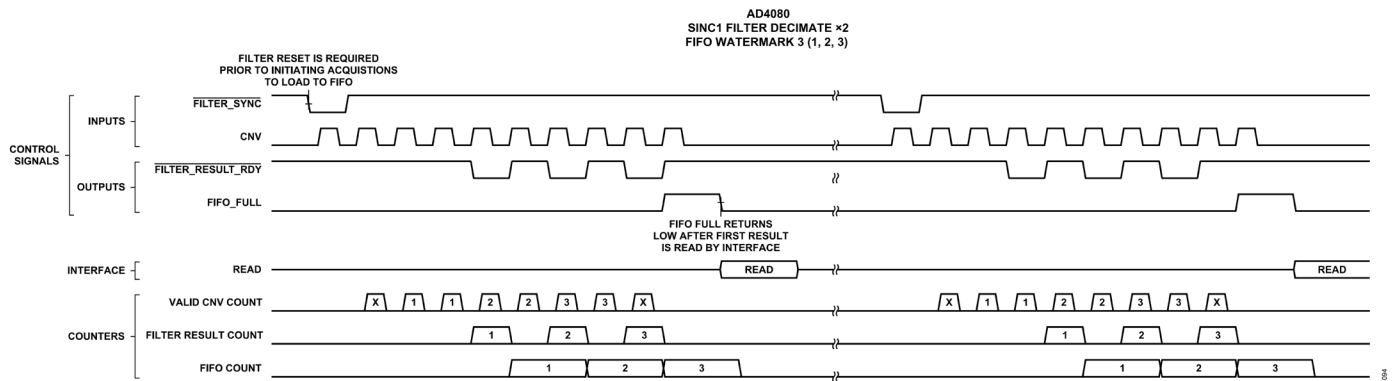 AD4080
SINC1 FILTER DECIMATE ×2
FIFO WATERMARK 3 (1, 2, 3)
FILTER RESET IS REQUIRED
PRIOR TO INITIATING ACQUISTIONS
TO LOAD TO FIFO
CONTROL
SIGNALS
INPUTS
FILTER_SYNC
CNV
OUTPUTS
FILTER_RESULT_RDY
FIFO_FULL
FIFO FULL RETURNS
LOW AFTER FIRST RESULT
IS READ BY INTERFACE
INTERFACE
READ READ READ
COUNTERS
VALID CNV COUNT X 1 1 2 2 3 3 X X 1 1 2 2 3 3 X
FILTER RESULT COUNT 1 2 3 1 2 3
FIFO COUNT 1 2 3 1 2 3
094